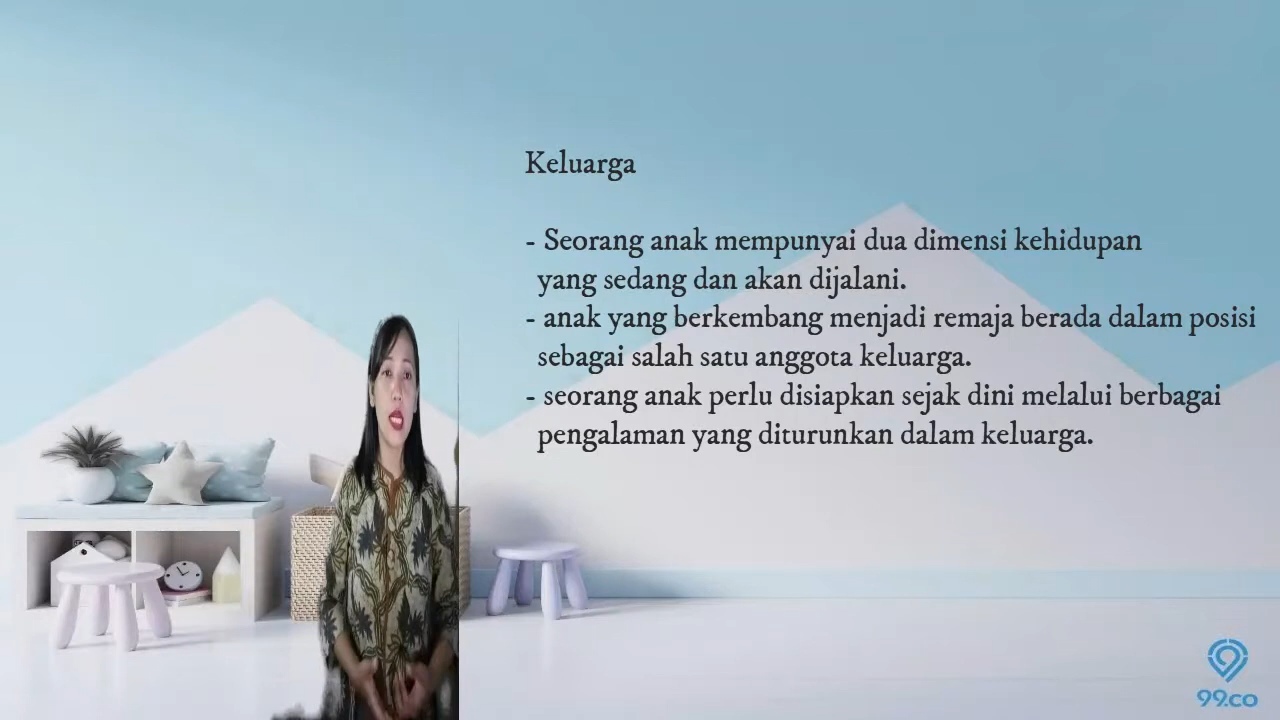 Keluarga
- Seorang anak mempunyai dua dimensi kehidupan
yang sedang dan akan dijalani.
- anak yang berkembang menjadi remaja berada dalam posisi
sebagai salah satu anggota keluarga.
- seorang anak perlu disiapkan sejak dini melalui berbagai
pengalaman yang diturunkan dalam keluarga.
99.co